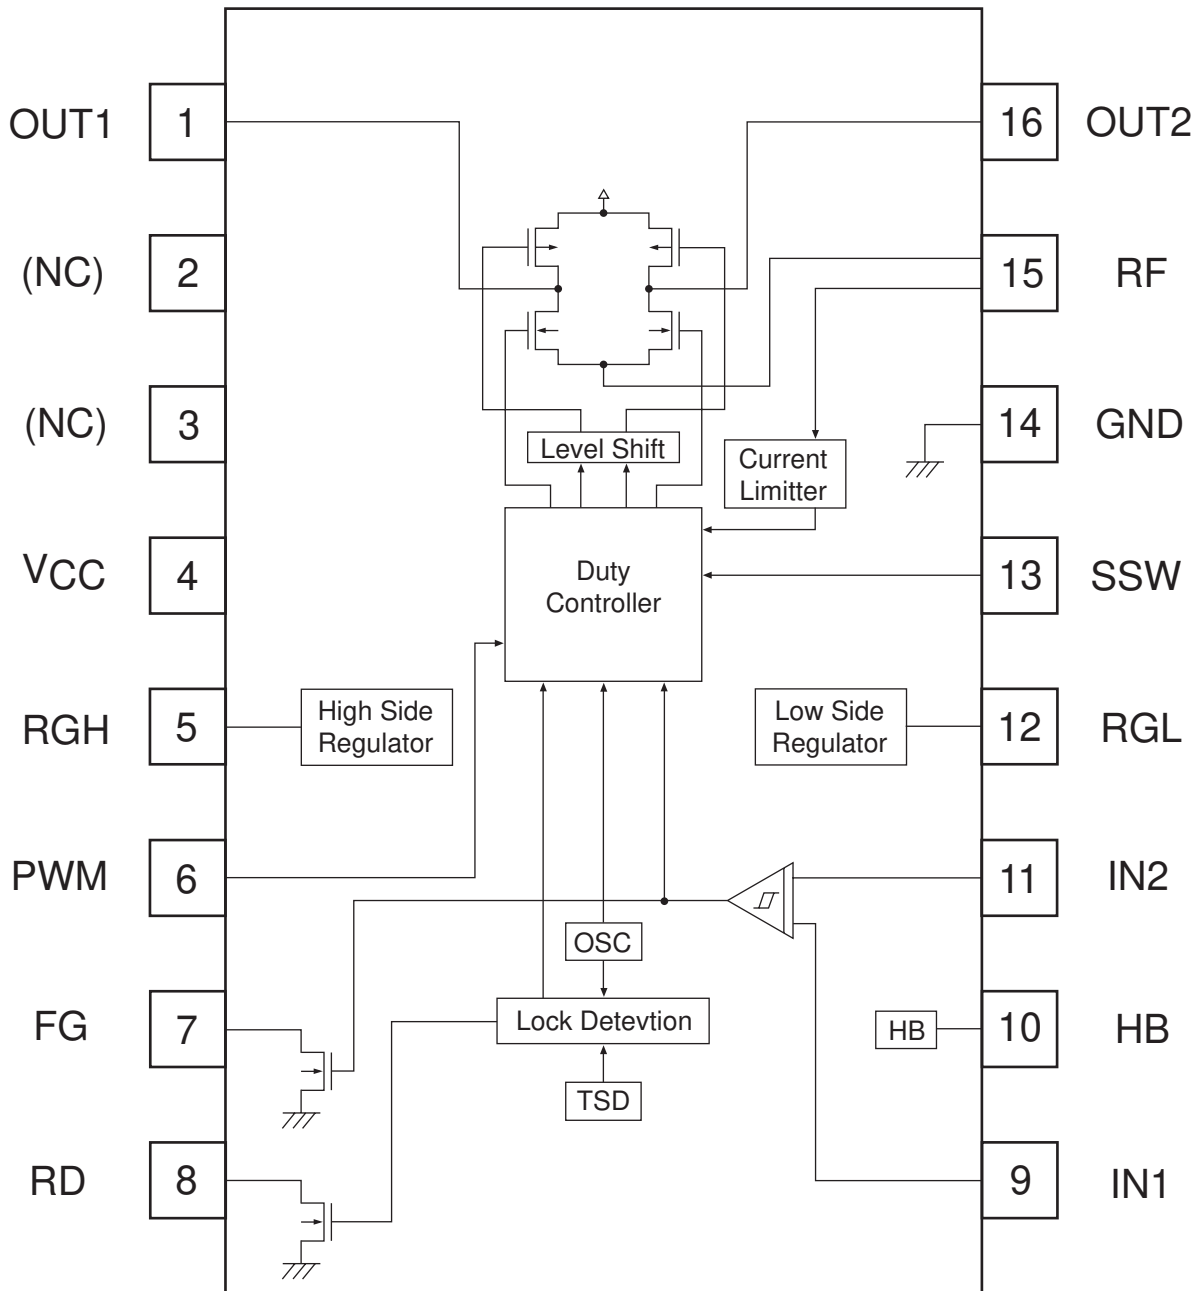 OUT1 1
16 OUT2
(NC) 2
15 RF
(NC) 3
14 GND
Level Shift
Current
Limitter
VCC 4
13 SSW
Duty
Controller
RGH 5
High Side
Regulator
Low Side
Regulator
12 RGL
PWM 6
11 IN2
OSC
FG 7
Lock Detevtion
HB
10 HB
TSD
RD 8
9 IN1